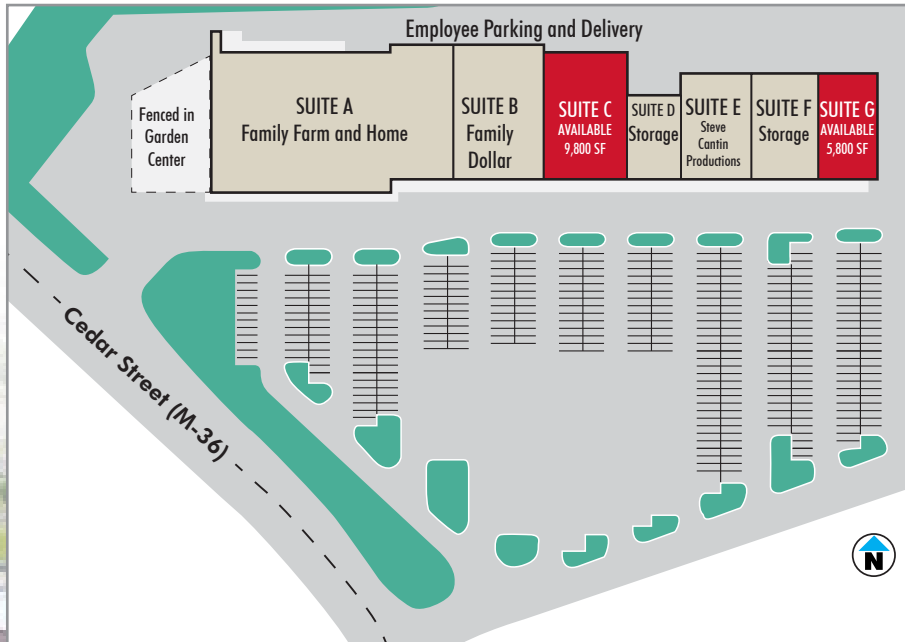 Employee Parking and Delivery
Fenced in
Garden
Center
SUITE A
Family Farm and Home
SUITE B
Family
Dollar
SUITE C
AVAILABLE
9,800 SF
SUITE D
Storage
SUITE E
Steve
Cantin
Productions
SUITE F
Storage
SUITE G
AVAILABLE
5,800 SF
Cedar Street (M-36)
N